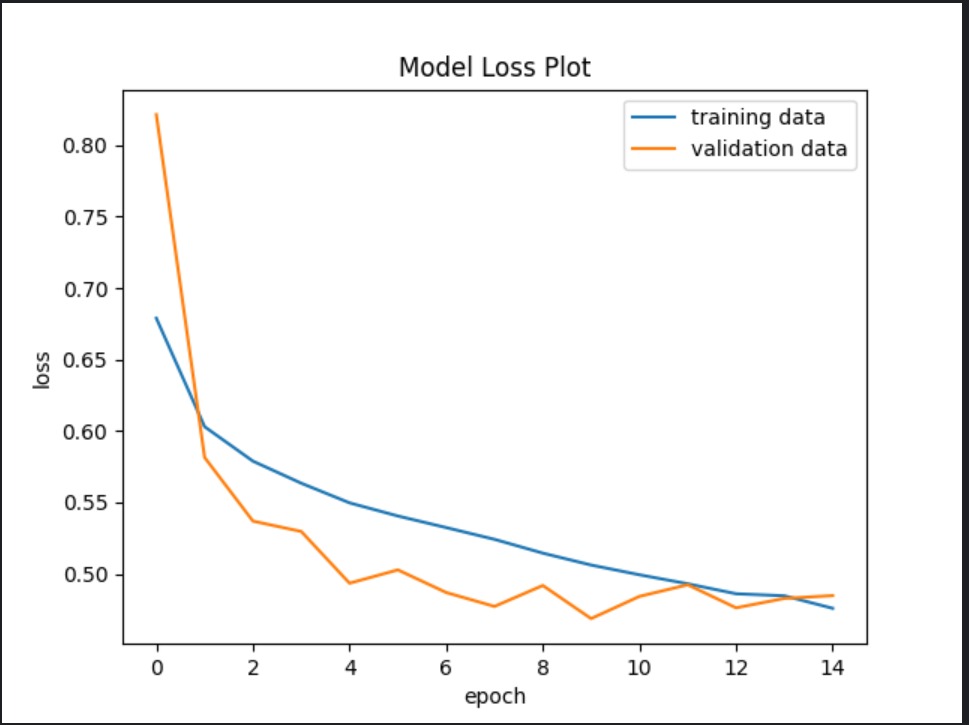 Model Loss Plot
training data
validation data
0.80
0.75
0.70
0.65
0.60
0.55
0.50
loss
0 2 4 6 8 10 12 14
epoch